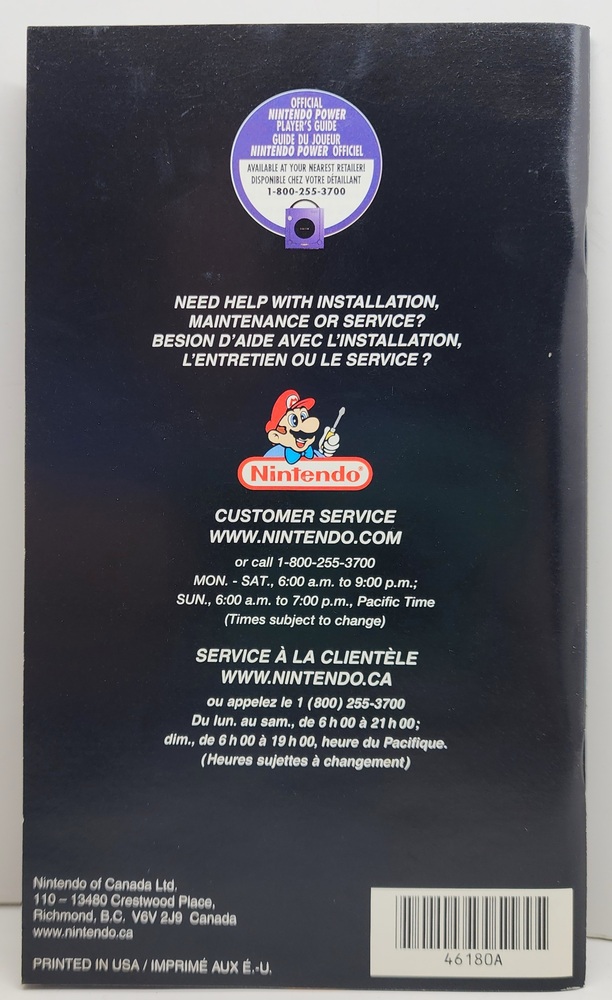 OFFICIAL
NINTENDO POWER
PLAYER'S GUIDE
GUIDE DU JOUEUR
NINTENDO POWER OFFICIEL
AVAILABLE AT YOUR NEAREST RETAILER!
DISPONIBLE CHEZ VOTRE DÉTAILLANT
1-800-255-3700
NEED HELP WITH INSTALLATION,
MAINTENANCE OR SERVICE?
BESION D'AIDE AVEC L'INSTALLATION,
L'ENTRETIEN OU LE SERVICE ?
Nintendo®
CUSTOMER SERVICE
WWW.NINTENDO.COM
or call 1-800-255-3700
MON. - SAT., 6:00 a.m. to 9:00 p.m.;
SUN., 6:00 a.m. to 7:00 p.m., Pacific Time
(Times subject to change)
SERVICE À LA CLIENTÈLE
WWW.NINTENDO.CA
ou appelez le 1 (800) 255-3700
Du lun. au sam., de 6 h 00 à 21 h 00;
dim., de 6 h 00 à 19 h 00, heure du Pacifique.
(Heures sujettes à changement)
Nintendo of Canada Ltd.
110 – 13480 Crestwood Place,
Richmond, B.C. V6V 2J9 Canada
www.nintendo.ca
PRINTED IN USA / IMPRIMÉ AUX É.-U.
46180A